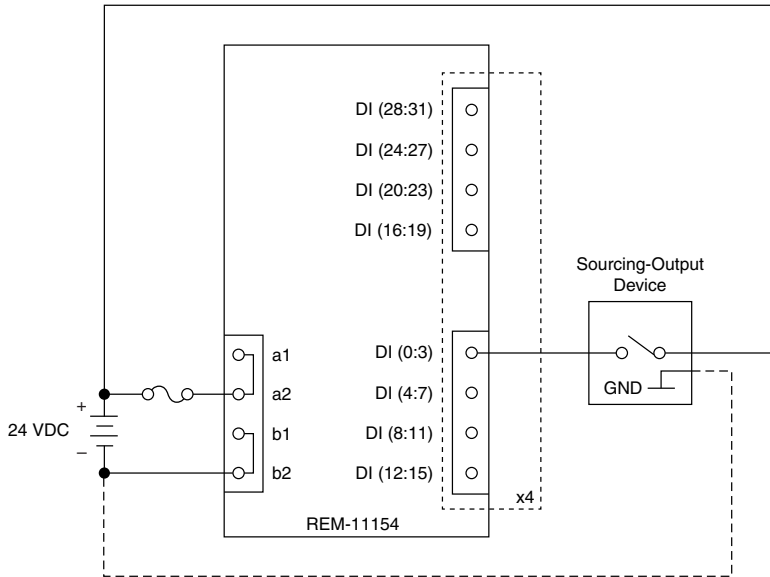 DI (28:31)
DI (24:27)
DI (20:23)
DI (16:19)
Sourcing-Output
Device
a1
DI (0:3)
a2
DI (4:7)
GND
+
24 VDC
−
b1
DI (8:11)
b2
DI (12:15)
x4
REM-11154